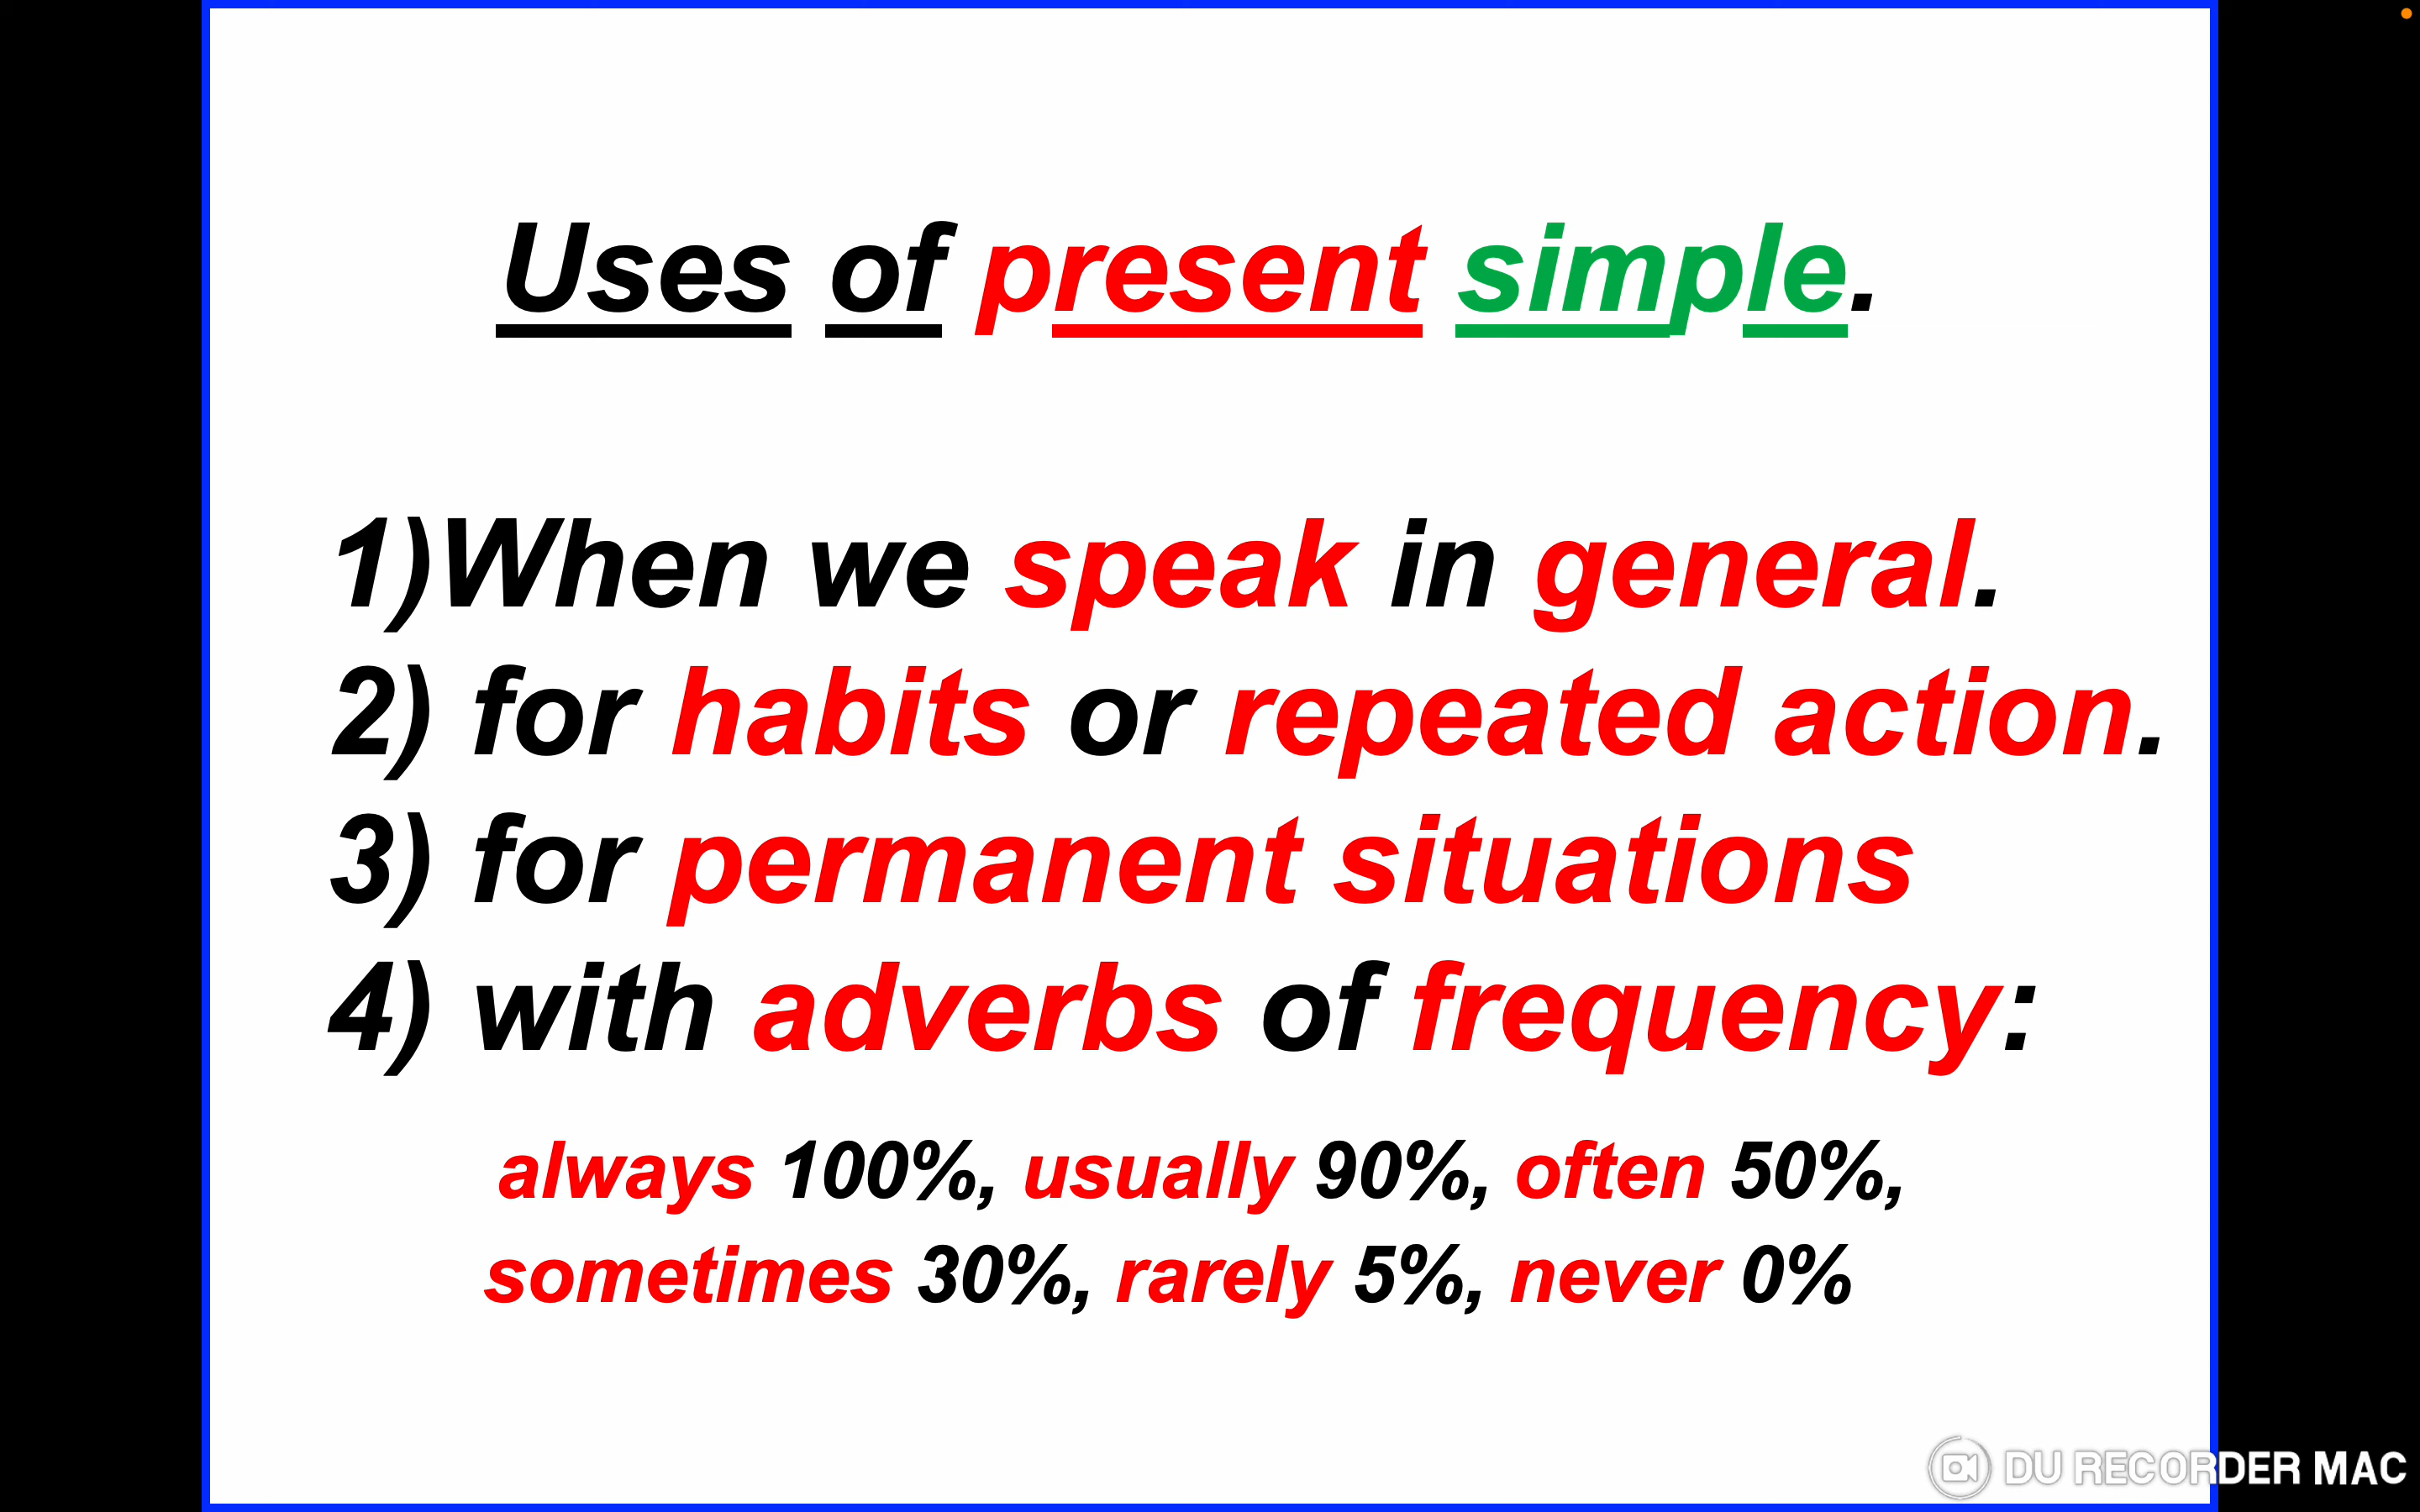 Uses of present simple.
1)When we speak in general.
2) for habits or repeated action.
3) for permanent situations
4) with adverbs of frequency:
always 100%, usually 90%, often 50%,
sometimes 30%, rarely 5%, never 0%
DU RECORDER MAC